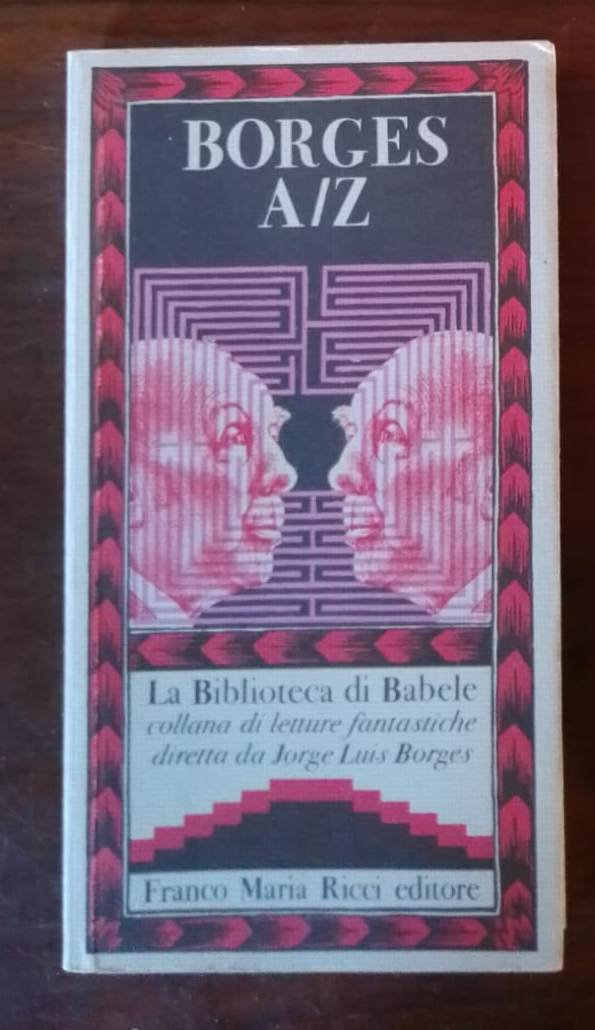 BORGES
A/Z
La Biblioteca di Babele
collana di letture fantastiche
diretta da Jorge Luis Borges
Franco Maria Ricci editore